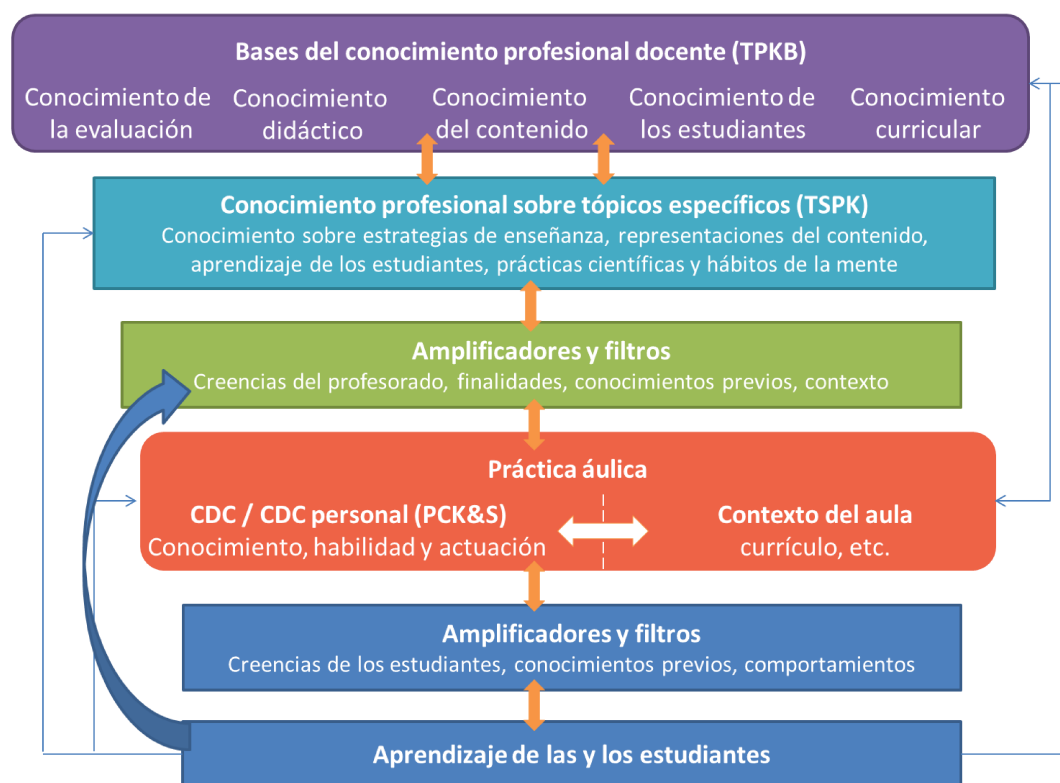 Bases del conocimiento profesional docente (TPKB)
Conocimiento de la evaluación
Conocimiento didáctico
Conocimiento del contenido
Conocimiento de los estudiantes
Conocimiento curricular
Conocimiento profesional sobre tópicos específicos (TSPK)
Conocimiento sobre estrategias de enseñanza, representaciones del contenido,
aprendizaje de los estudiantes, prácticas científicas y hábitos de la mente
Amplificadores y filtros
Creencias del profesorado, finalidades, conocimientos previos, contexto
Práctica áulica
CDC / CDC personal (PCK&S)
Conocimiento, habilidad y actuación
Contexto del aula
currículo, etc.
Amplificadores y filtros
Creencias de los estudiantes, conocimientos previos, comportamientos
Aprendizaje de las y los estudiantes